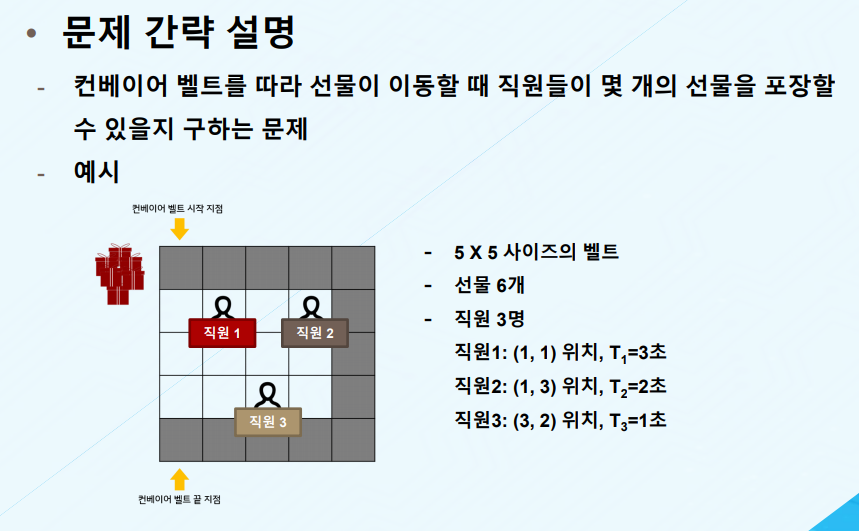 • 문제 간략 설명
- 컨베이어 벨트를 따라 선물이 이동할 때 직원들이 몇 개의 선물을 포장할
수 있을지 구하는 문제
- 예시
컨베이어 벨트 시작 지점
직원 1
직원 2
직원 3
컨베이어 벨트 끝 지점
- 5 X 5 사이즈의 벨트
- 선물 6개
- 직원 3명
직원1: (1, 1) 위치, T₁=3초
직원2: (1, 3) 위치, T₂=2초
직원3: (3, 2) 위치, T₃=1초